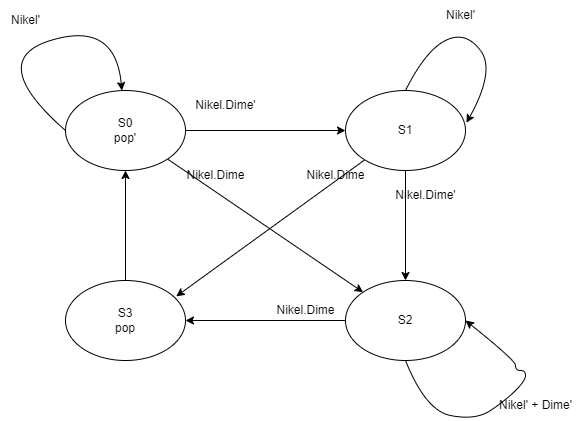 Nikel'
Nikel'
Nikel.Dime'
S0
pop'
S1
Nikel.Dime
Nikel.Dime
Nikel.Dime'
S3
pop
Nikel.Dime
S2
Nikel' + Dime'